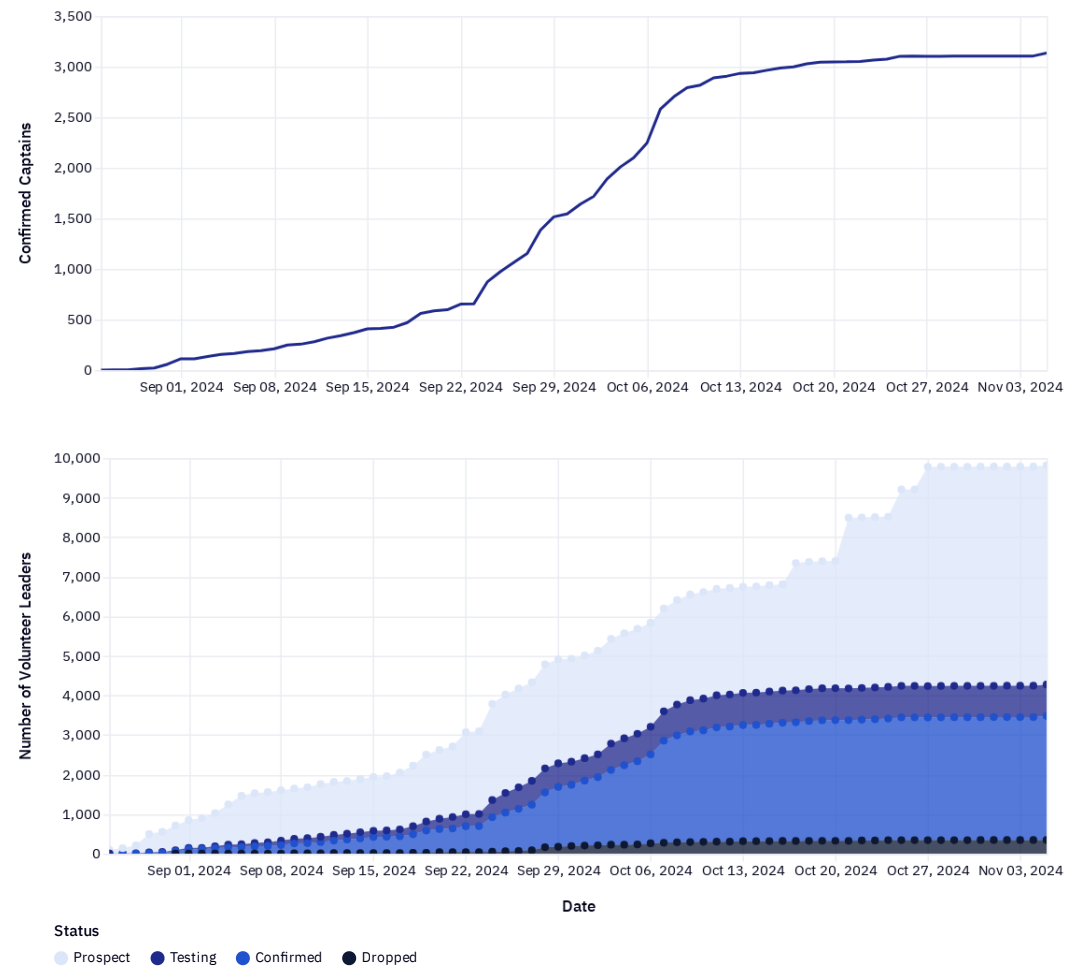 3,500
3,000
2,500
2,000
1,500
1,000
500
0
Confirmed Captains
Sep 01, 2024 Sep 08, 2024 Sep 15, 2024 Sep 22, 2024 Sep 29, 2024 Oct 06, 2024 Oct 13, 2024 Oct 20, 2024 Oct 27, 2024 Nov 03, 2024
10,000
9,000
8,000
7,000
6,000
5,000
4,000
3,000
2,000
1,000
0
Number of Volunteer Leaders
Sep 01, 2024 Sep 08, 2024 Sep 15, 2024 Sep 22, 2024 Sep 29, 2024 Oct 06, 2024 Oct 13, 2024 Oct 20, 2024 Oct 27, 2024 Nov 03, 2024
Date
Status
Prospect Testing Confirmed Dropped